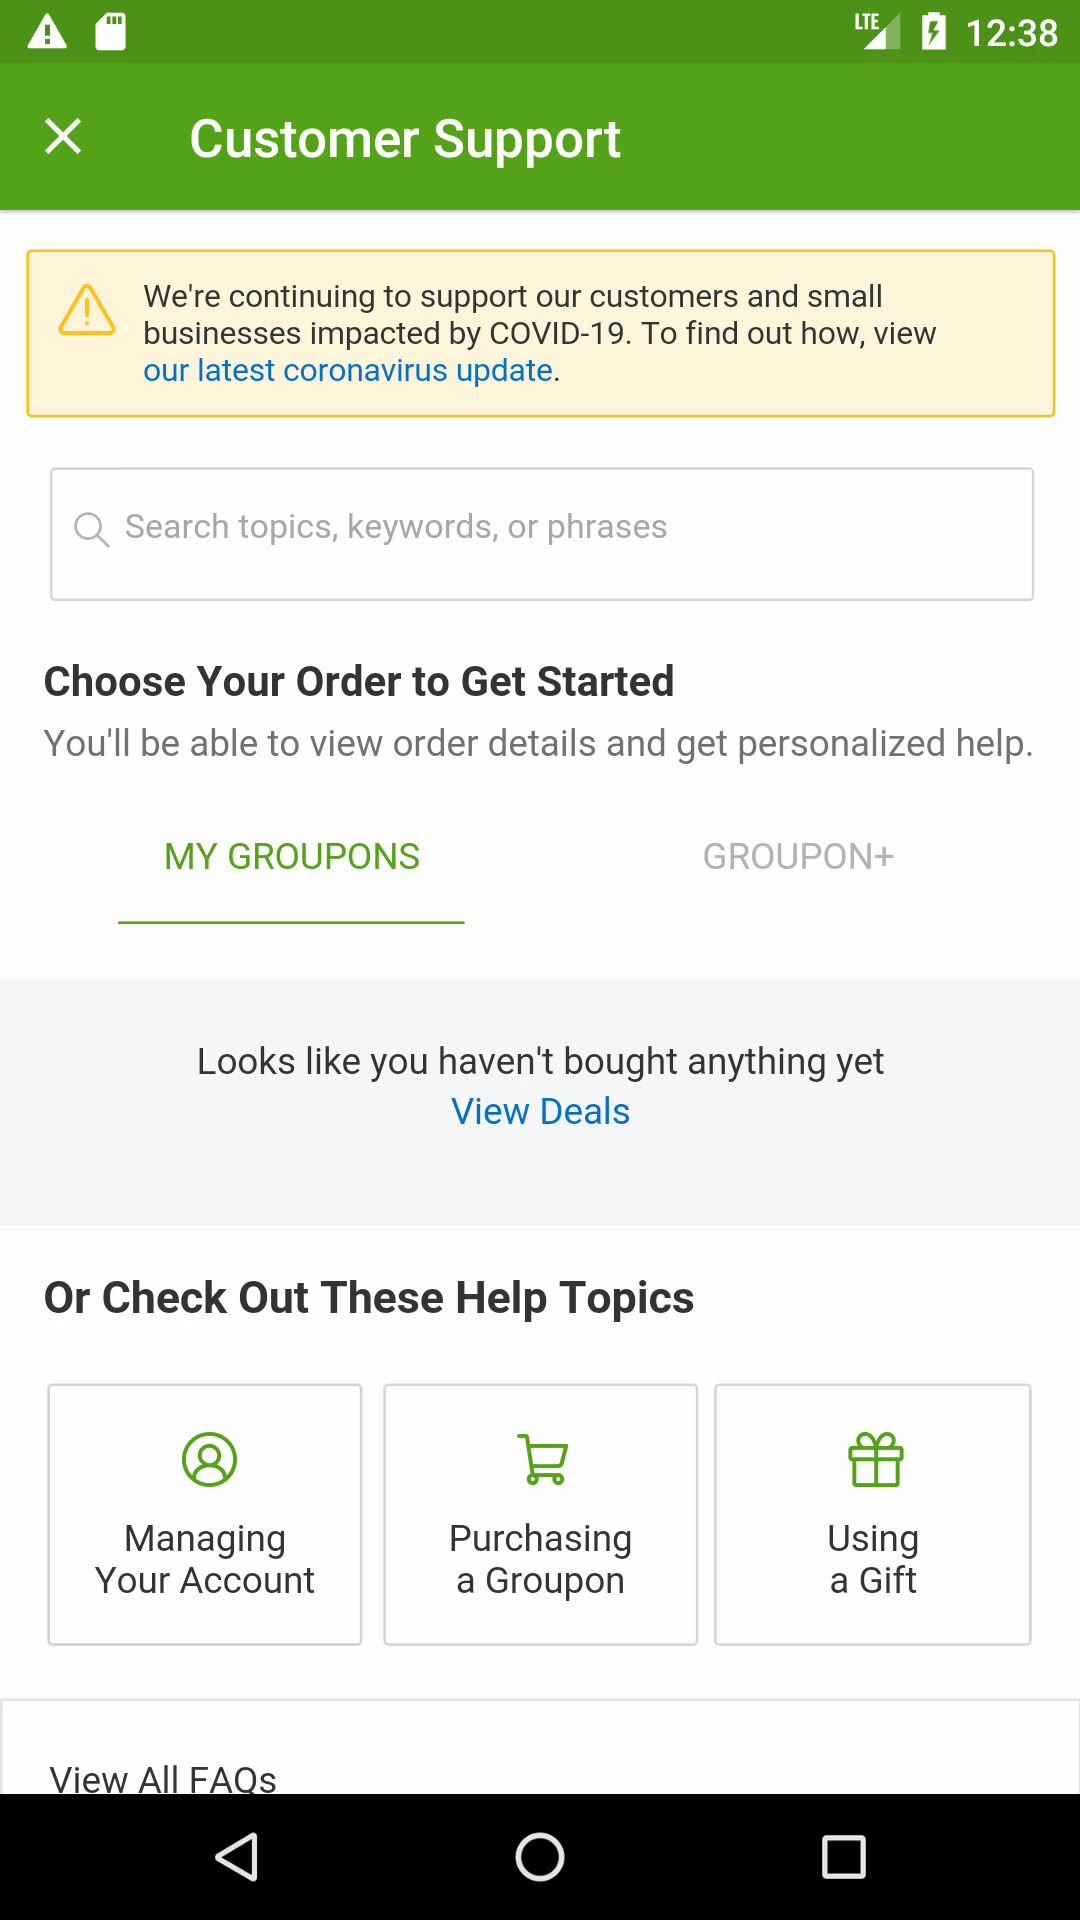 LTE 12:38
Customer Support
We're continuing to support our customers and small
businesses impacted by COVID-19. To find out how, view
our latest coronavirus update.
Search topics, keywords, or phrases
Choose Your Order to Get Started
You'll be able to view order details and get personalized help.
MY GROUPONS GROUPON+
Looks like you haven't bought anything yet
View Deals
Or Check Out These Help Topics
Managing
Your Account
Purchasing
a Groupon
Using
a Gift
View All FAQs